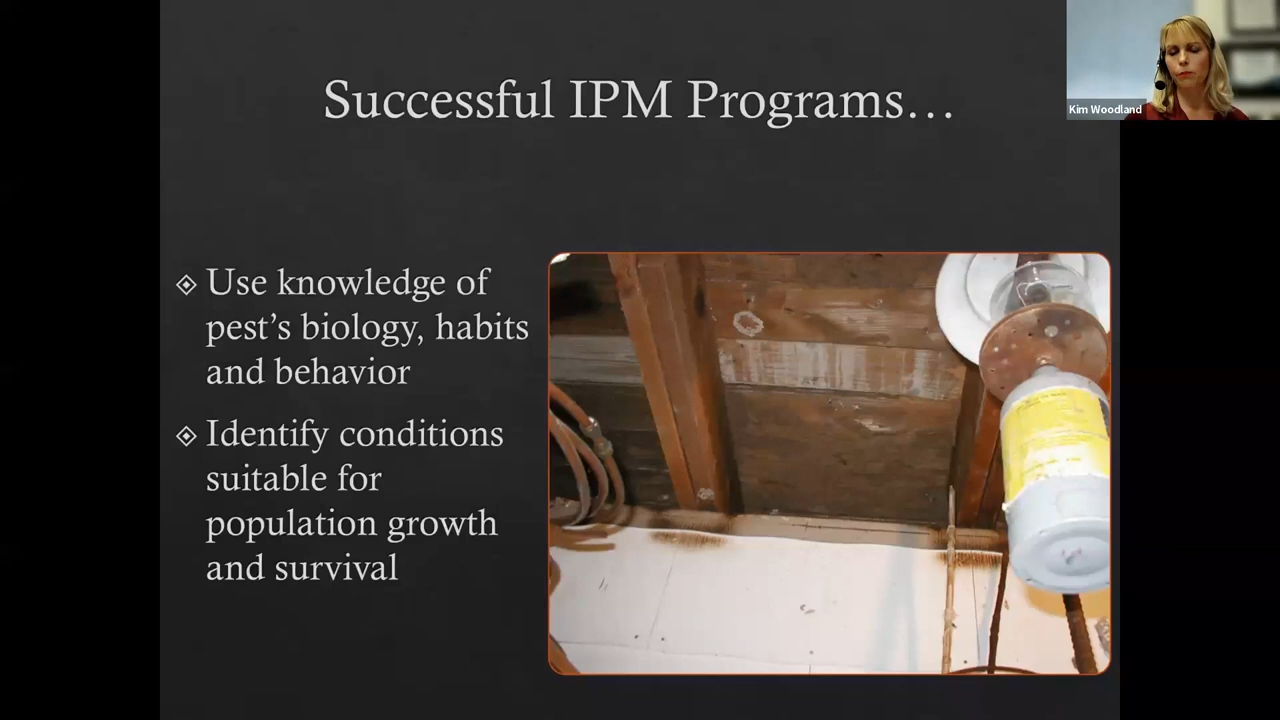 Successful IPM Programs…
Kim Woodland
Use knowledge of
pest’s biology, habits
and behavior
Identify conditions
suitable for
population growth
and survival